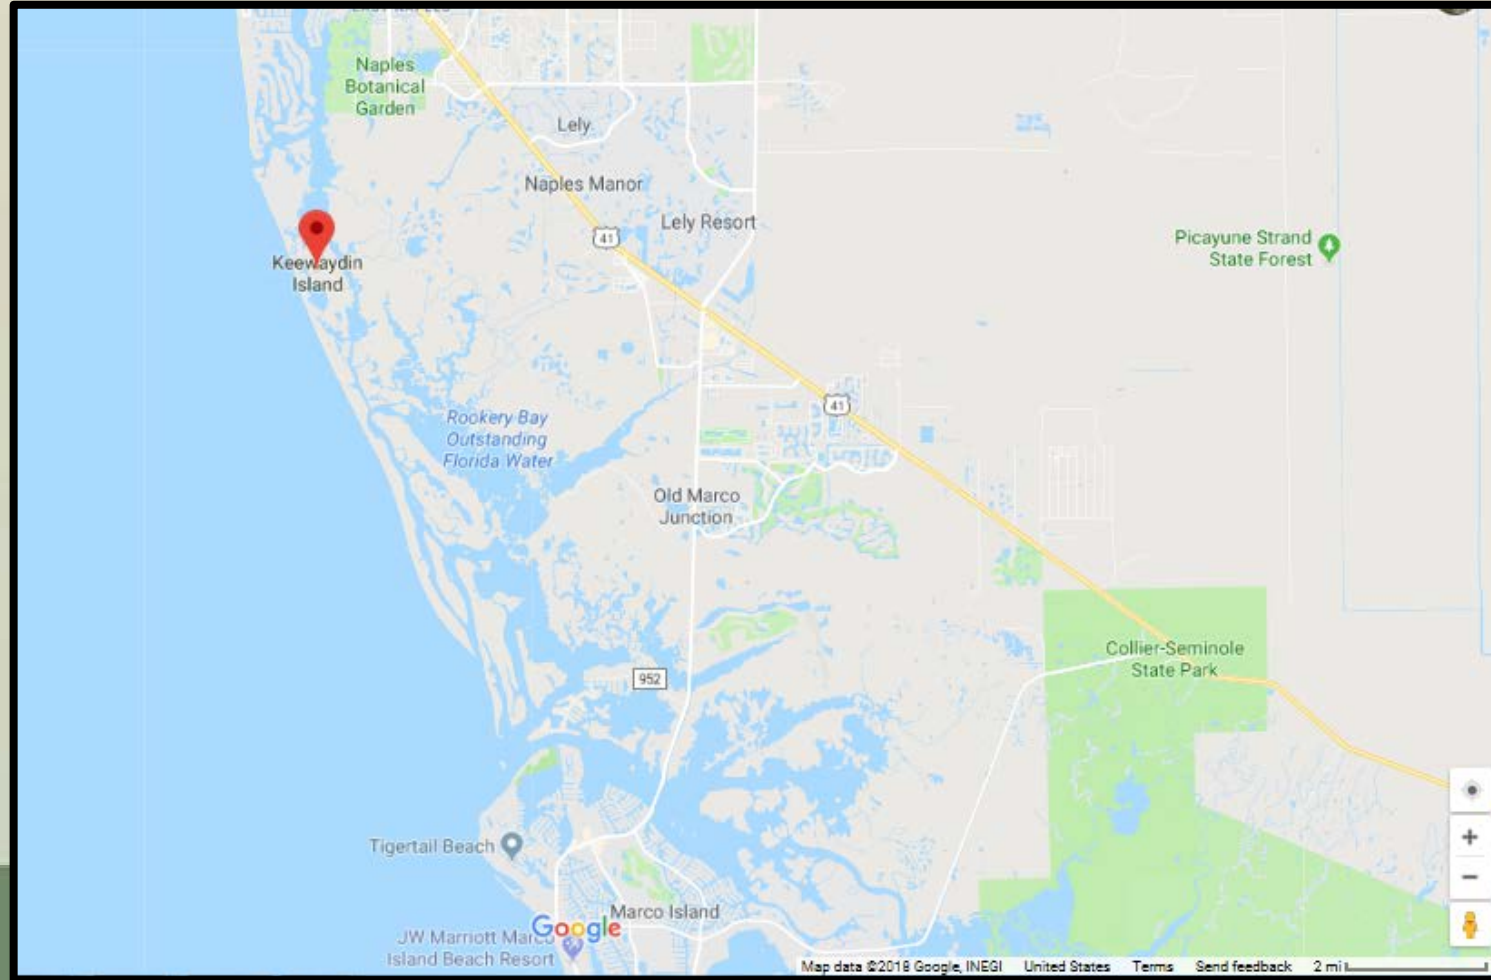 Naples
Botanical
Garden
Lely
Naples Manor
Lely Resort
41
Picayune Strand
State Forest
Keewaydin
Island
41
Rookery Bay
Outstanding
Florida Water
Old Marco
Junction
Collier-Seminole
State Park
952
Tigertail Beach
Marco Island
Google
JW Marriott Marco
Island Beach Resort
Map data ©2018 Google, INEGI United States Terms Send feedback 2 mi